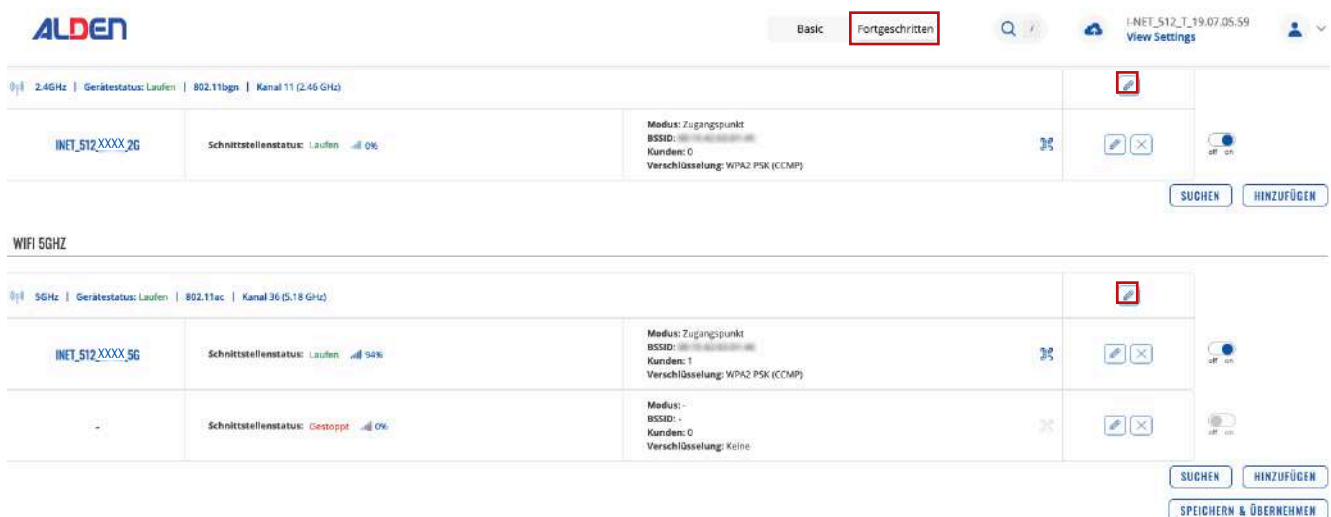 ALDEN
Basic Fortgeschritten / I-NET_512_T_19.07.05.59
View Settings
2.4GHz | Gerätestatus: Laufen | 802.11bgn | Kanal 11 (2.46 GHz)
INET_512_XXXX_2G
Schnittstellenstatus: Laufen 0%
Modus: Zugangspunkt
BSSID:
Kunden: 0
Verschlüsselung: WPA2 PSK (CCMP)
off on
SUCHEN HINZUFÜGEN
WIFI 5GHZ
5GHz | Gerätestatus: Laufen | 802.11ac | Kanal 36 (5.18 GHz)
INET_512_XXXX_5G
Schnittstellenstatus: Laufen 94%
Modus: Zugangspunkt
BSSID:
Kunden: 1
Verschlüsselung: WPA2 PSK (CCMP)
off on
-
Schnittstellenstatus: Gestoppt 0%
Modus: -
BSSID: -
Kunden: 0
Verschlüsselung: Keine
off on
SUCHEN HINZUFÜGEN
SPEICHERN & ÜBERNEHMEN